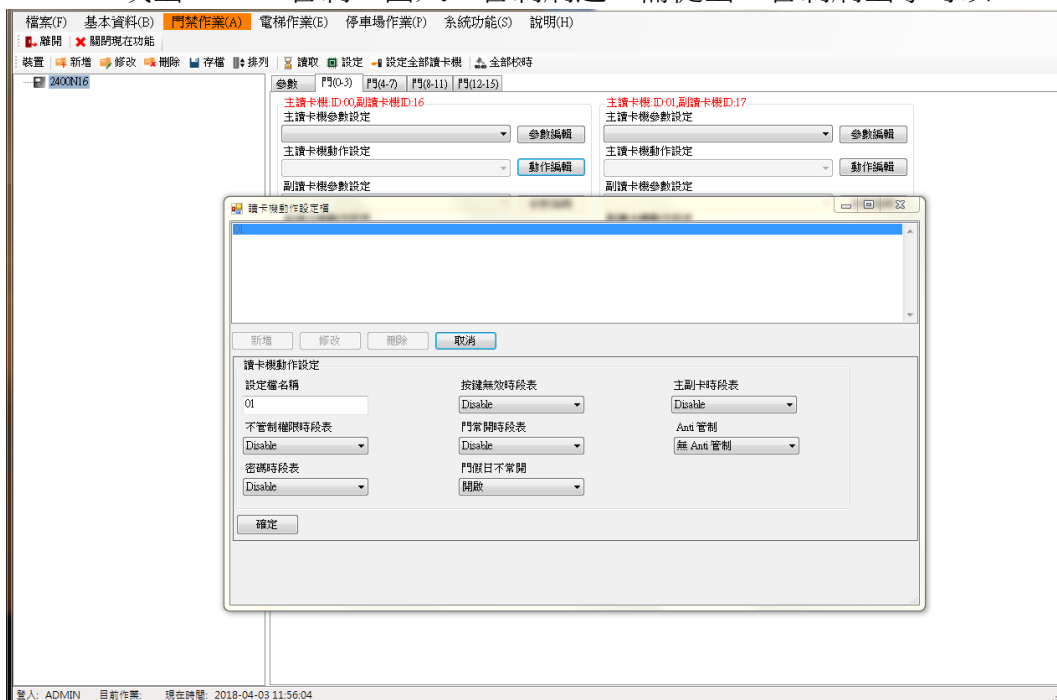 檔案(F) 基本資料(B) 門禁作業(A) 電梯作業(E) 停車場作業(P) 系統功能(S) 說明(H)
離開 關閉現在功能
裝置 新增 修改 刪除 存檔 排列 讀取 設定 設定全部讀卡機 全部校時
2400N16
參數 門(0-3) 門(4-7) 門(8-11) 門(12-15)
主讀卡機:ID:00,副讀卡機ID:16 主讀卡機:ID:01,副讀卡機ID:17
主讀卡機參數設定 主讀卡機參數設定
參數編輯 參數編輯
主讀卡機動作設定 主讀卡機動作設定
動作編輯 動作編輯
副讀卡機參數設定 副讀卡機參數設定
讀卡機動作設定檔
01
新增 修改 刪除 取消
讀卡機動作設定
設定檔名稱 按鍵無效時段表 主副卡時段表
01 Disable Disable
不管制權限時段表 門常開時段表 Anti 管制
Disable Disable 無 Anti 管制
密碼時段表 門假日不常開
Disable 開啟
確定
登入: ADMIN 目前作業: 現在時間: 2018-04-03 11:56:04